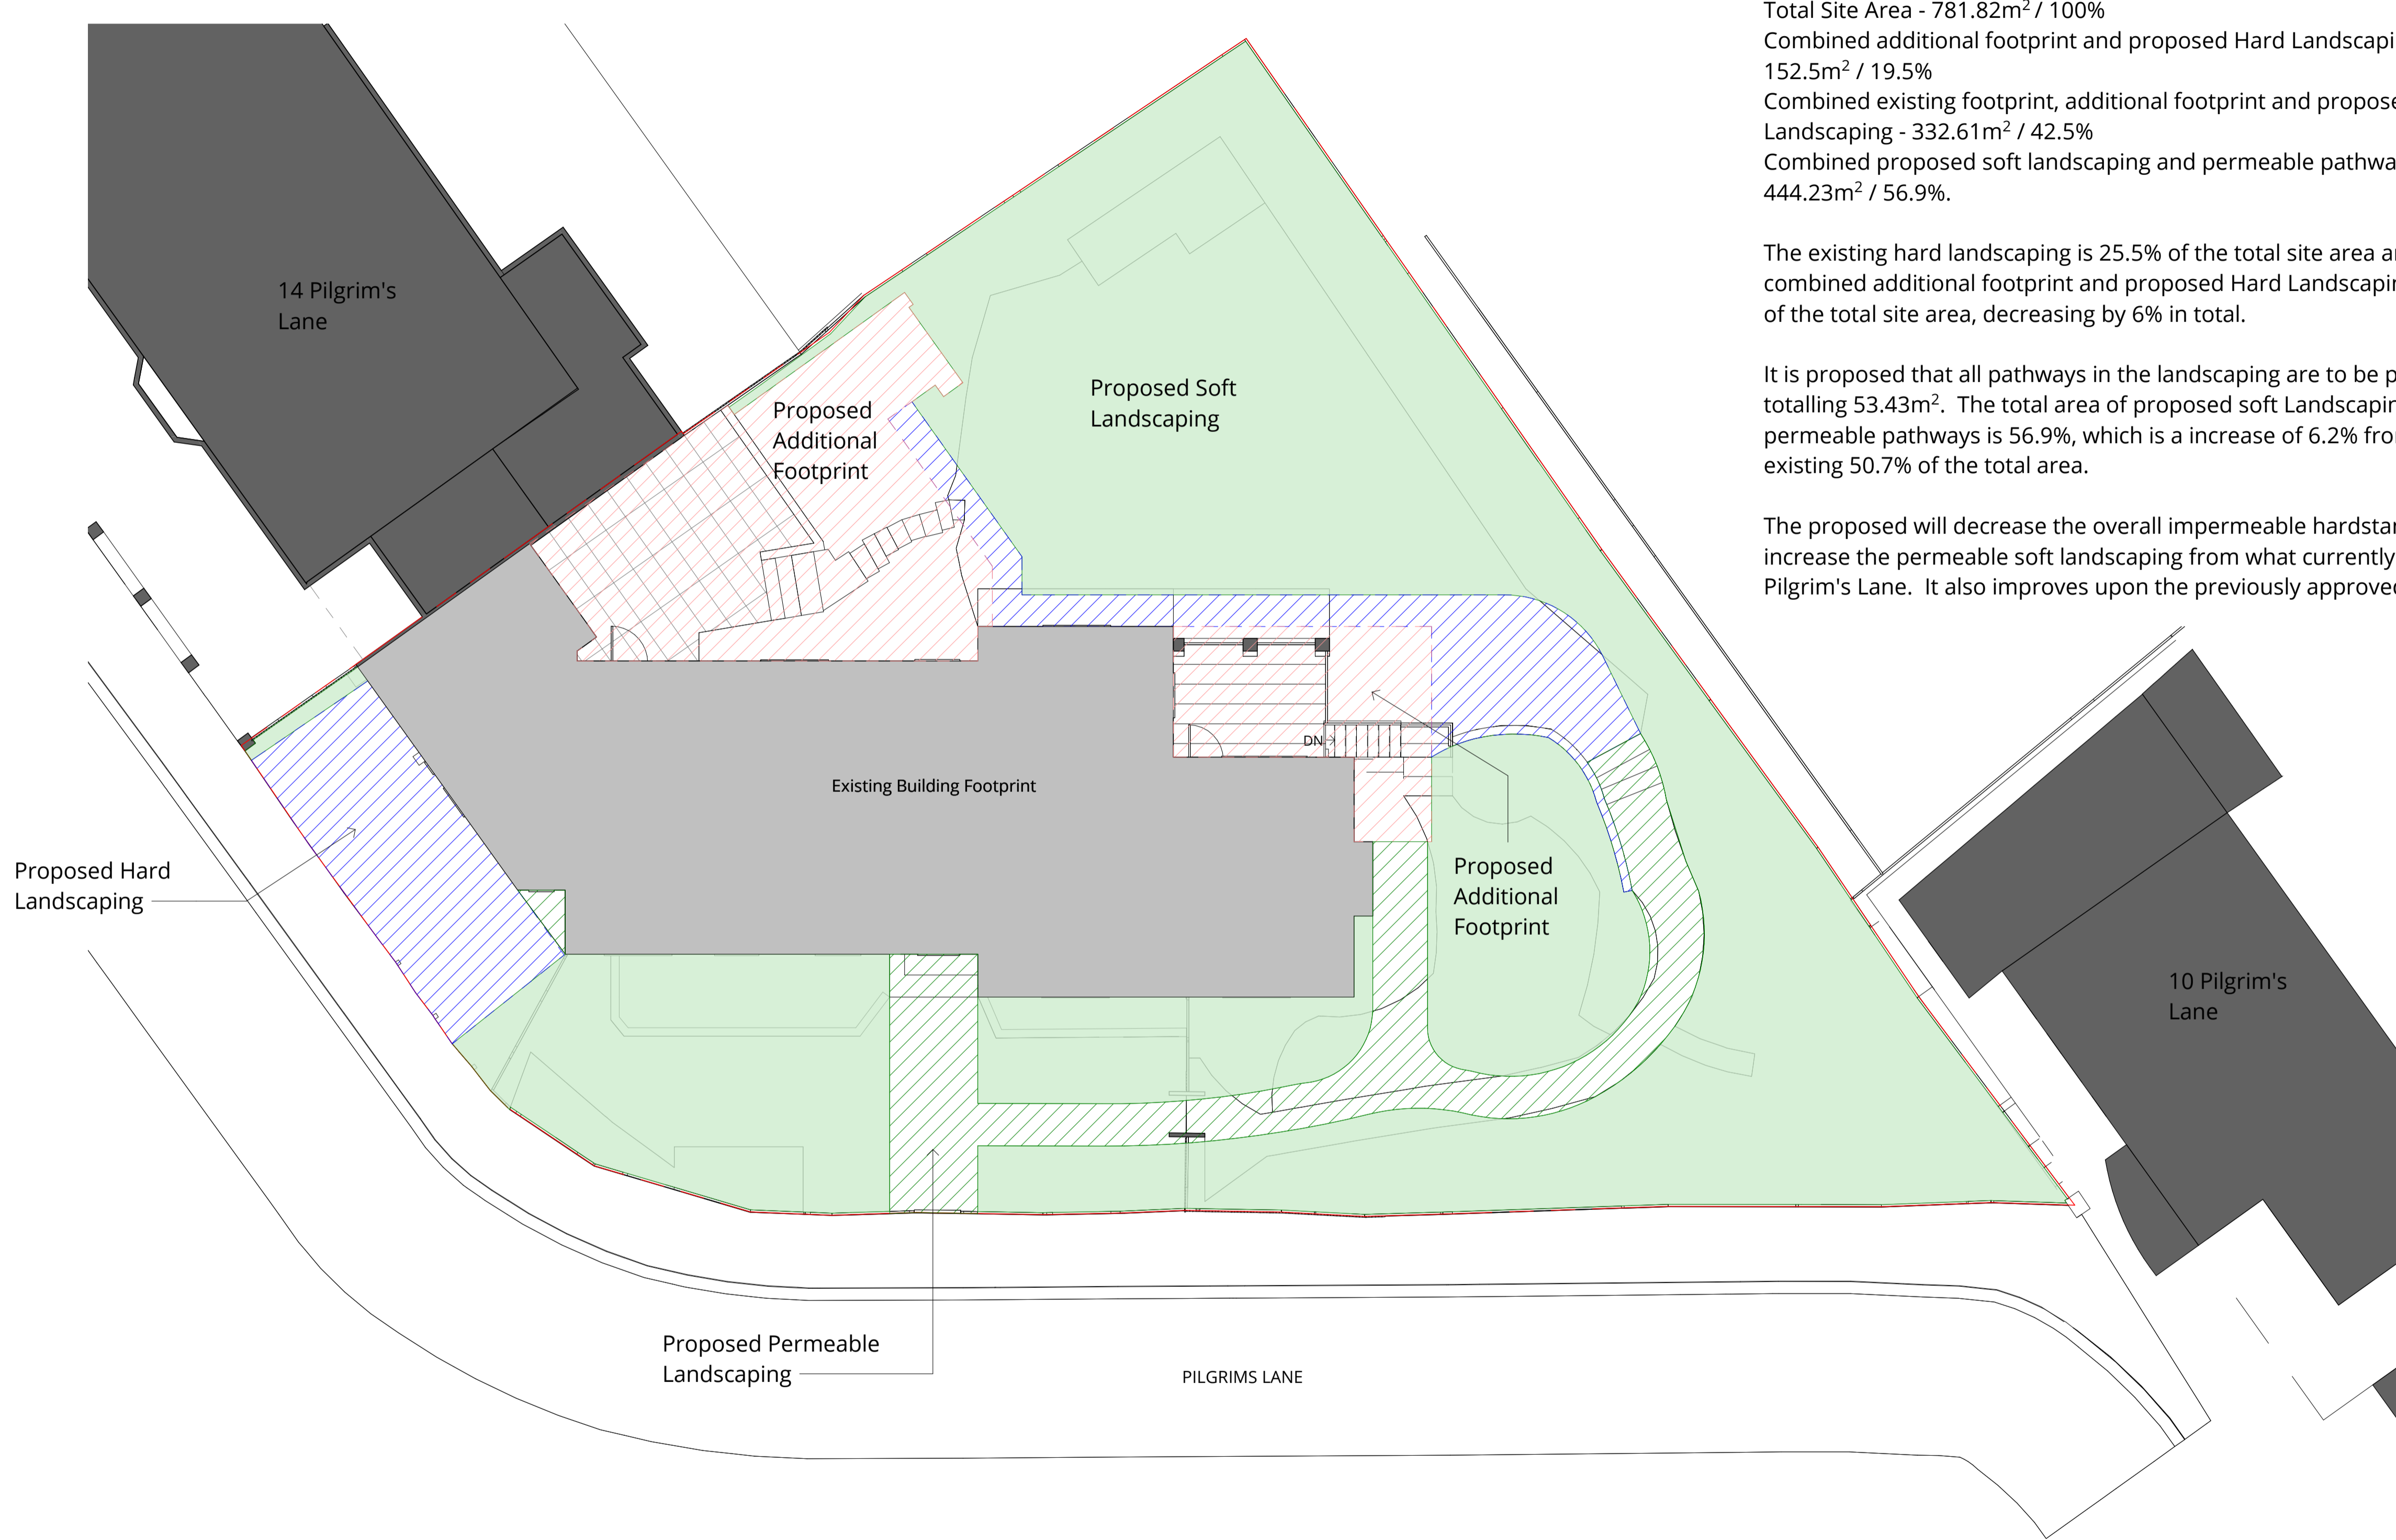 Total Site Area - 781.82m² / 100%
Combined additional footprint and proposed Hard
152.5m² / 19.5%
Combined existing footprint, additional footprint and
Landscaping - 332.61m² / 42.5%
Combined proposed soft landscaping and permeable
444.23m² / 56.9%.
The existing hard landscaping is 25.5% of the total site area
combined additional footprint and proposed Hard
of the total site area, decreasing by 6% in total.
It is proposed that all pathways in the landscaping are to be
totalling 53.43m². The total area of proposed soft
permeable pathways is 56.9%, which is a increase of 6.2%
existing 50.7% of the total area.
The proposed will decrease the overall impermeable
increase the permeable soft landscaping from what currently
Pilgrim's Lane. It also improves upon the previously
14 Pilgrim's
Lane
Proposed Soft
Landscaping
Proposed
Additional
Footprint
DN
Existing Building Footprint
Proposed Hard
Landscaping
Proposed
Additional
Footprint
10 Pilgrim's
Lane
Proposed Permeable
Landscaping
PILGRIMS LANE